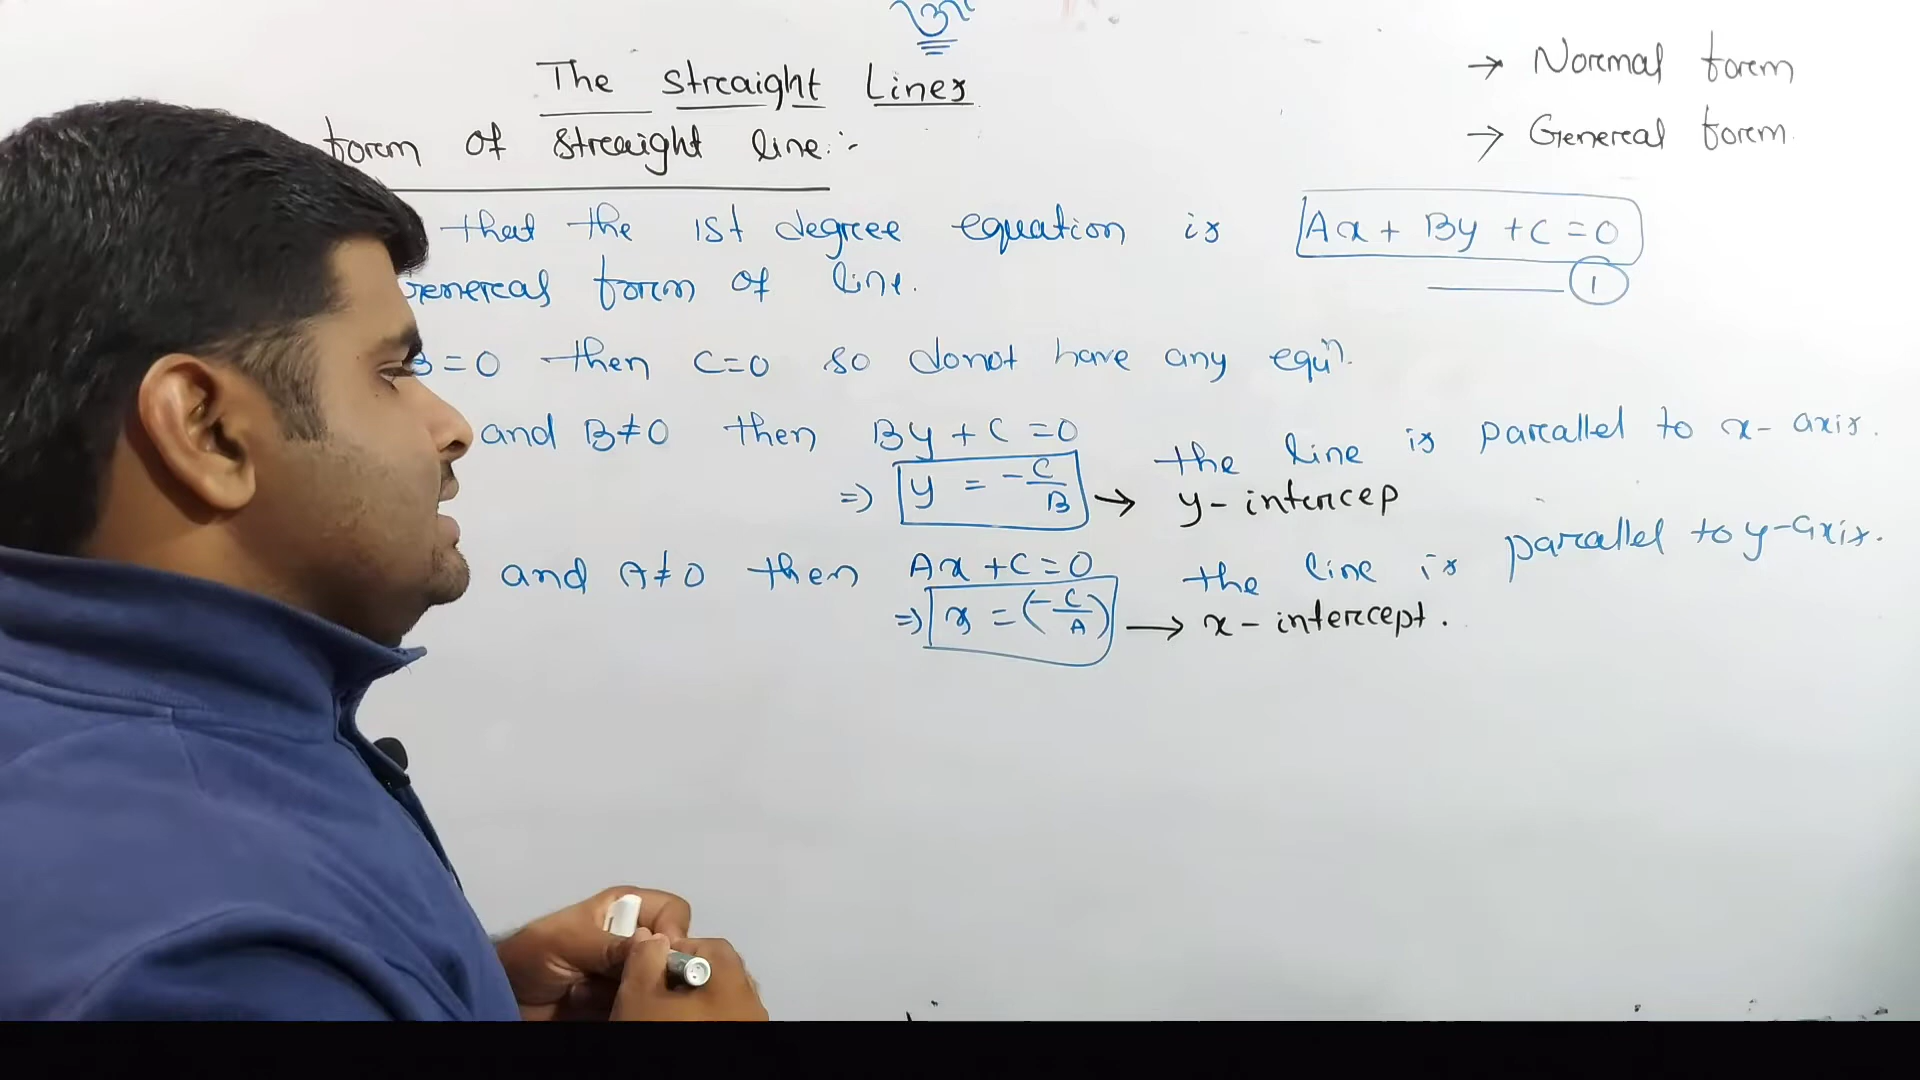 The Straight Lines
→ Normal form
→ General form
form of straight line :-
that the 1st degree equation is Ax + By + C = 0
General form of line. ——— ①
B = 0 then C=0 so donot have any equⁿ.
and B≠0 then By + C = 0 the line is parallel to x-axis.
⇒ y = -C/B → y-intercep
and A≠0 then Ax + C = 0 the line is parallel to y-axis.
⇒ x = (-C/A) → x-intercept.